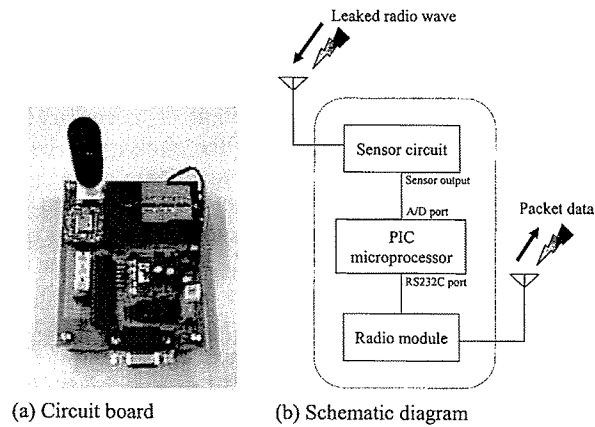 Leaked radio wave
Sensor circuit
Sensor output
A/D port
PIC
microprocessor
RS232C port
Radio module
Packet data
(a) Circuit board
(b) Schematic diagram